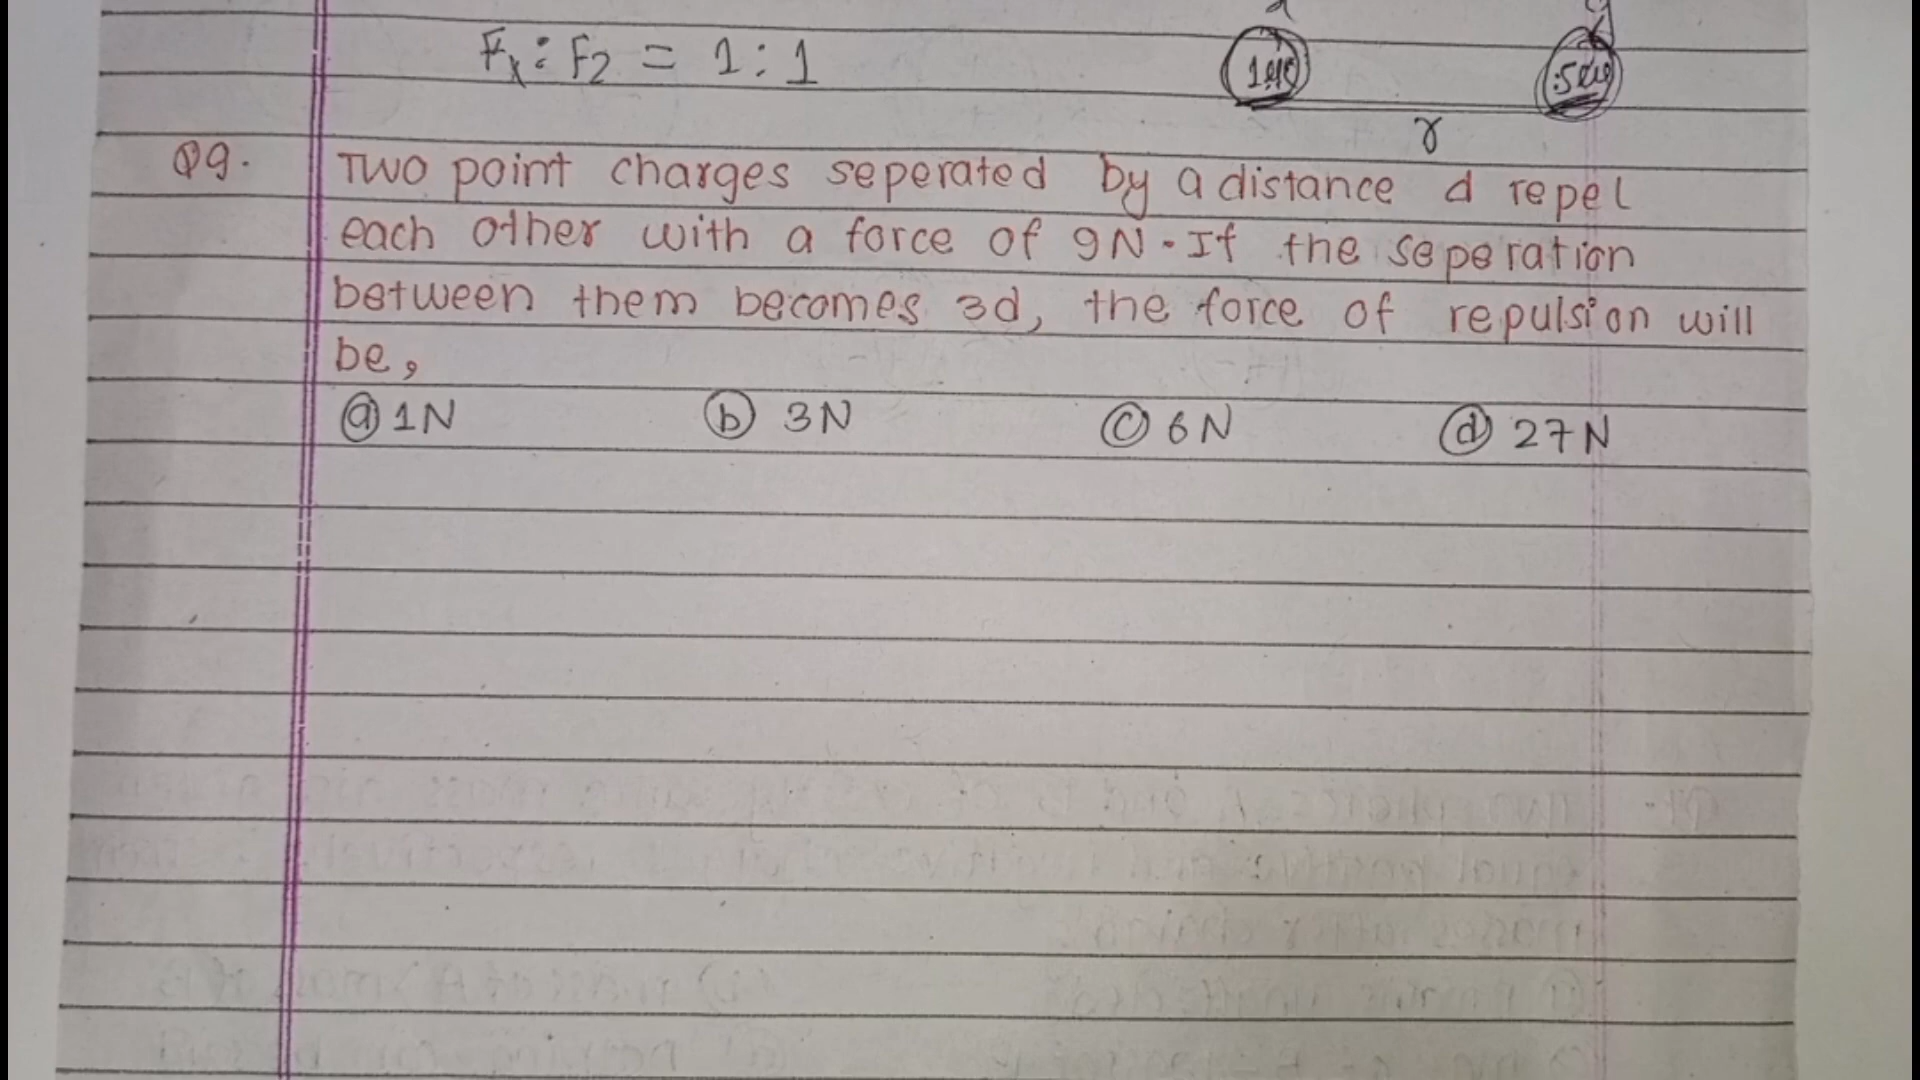 F1 : F2 = 1 : 1
r
Q9. Two point charges seperated by a distance d repel
each other with a force of 9N. If the seperation
between them becomes 3d, the force of repulsion will
be,
(a) 1N (b) 3N (c) 6N (d) 27N